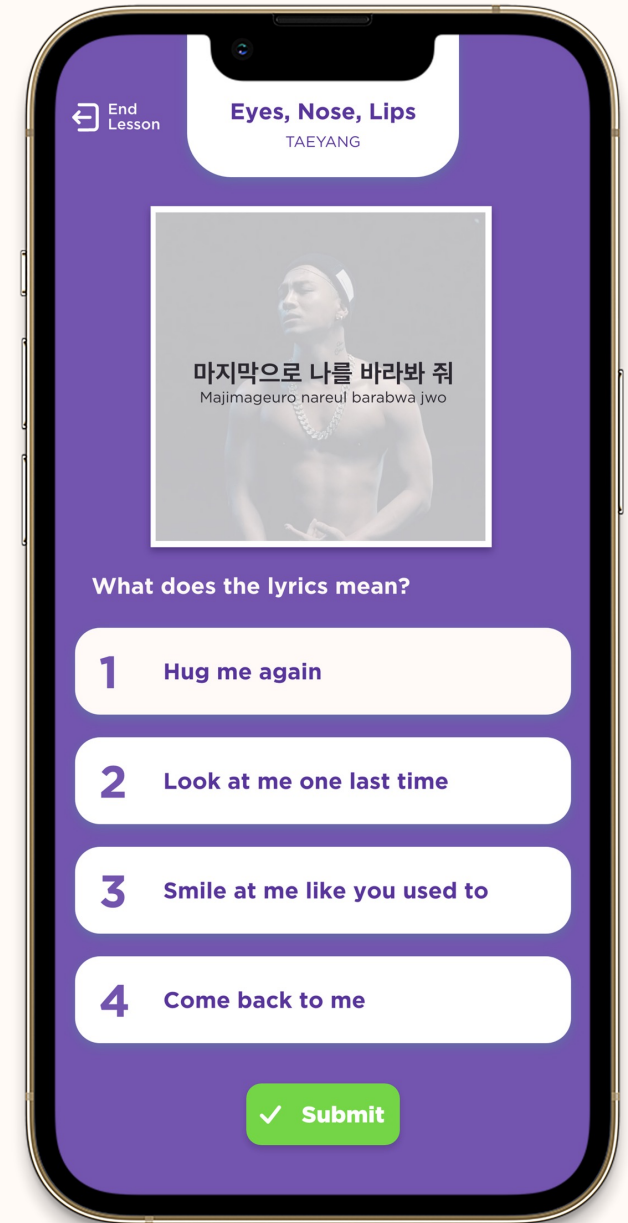 End
Lesson
Eyes, Nose, Lips
TAEYANG
마지막으로 나를 바라봐 줘
Majimageuro nareul barabwa jwo
What does the lyrics mean?
1 Hug me again
2 Look at me one last time
3 Smile at me like you used to
4 Come back to me
Submit